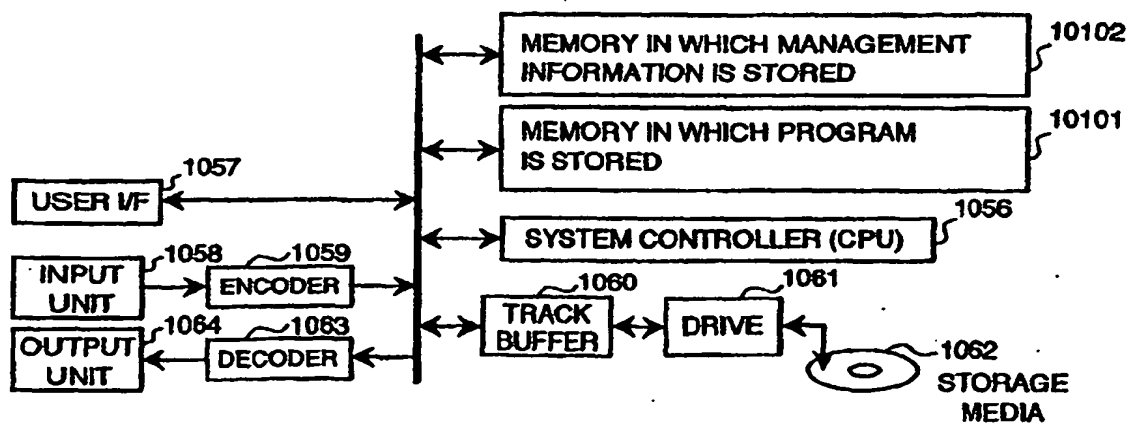 MEMORY IN WHICH MANAGEMENT
INFORMATION IS STORED
10102
MEMORY IN WHICH PROGRAM
IS STORED
10101
USER I/F
1057
SYSTEM CONTROLLER (CPU)
1056
INPUT
UNIT
1058
ENCODER
1059
TRACK
BUFFER
1060
DRIVE
1061
OUTPUT
UNIT
1064
DECODER
1063
1062
STORAGE
MEDIA